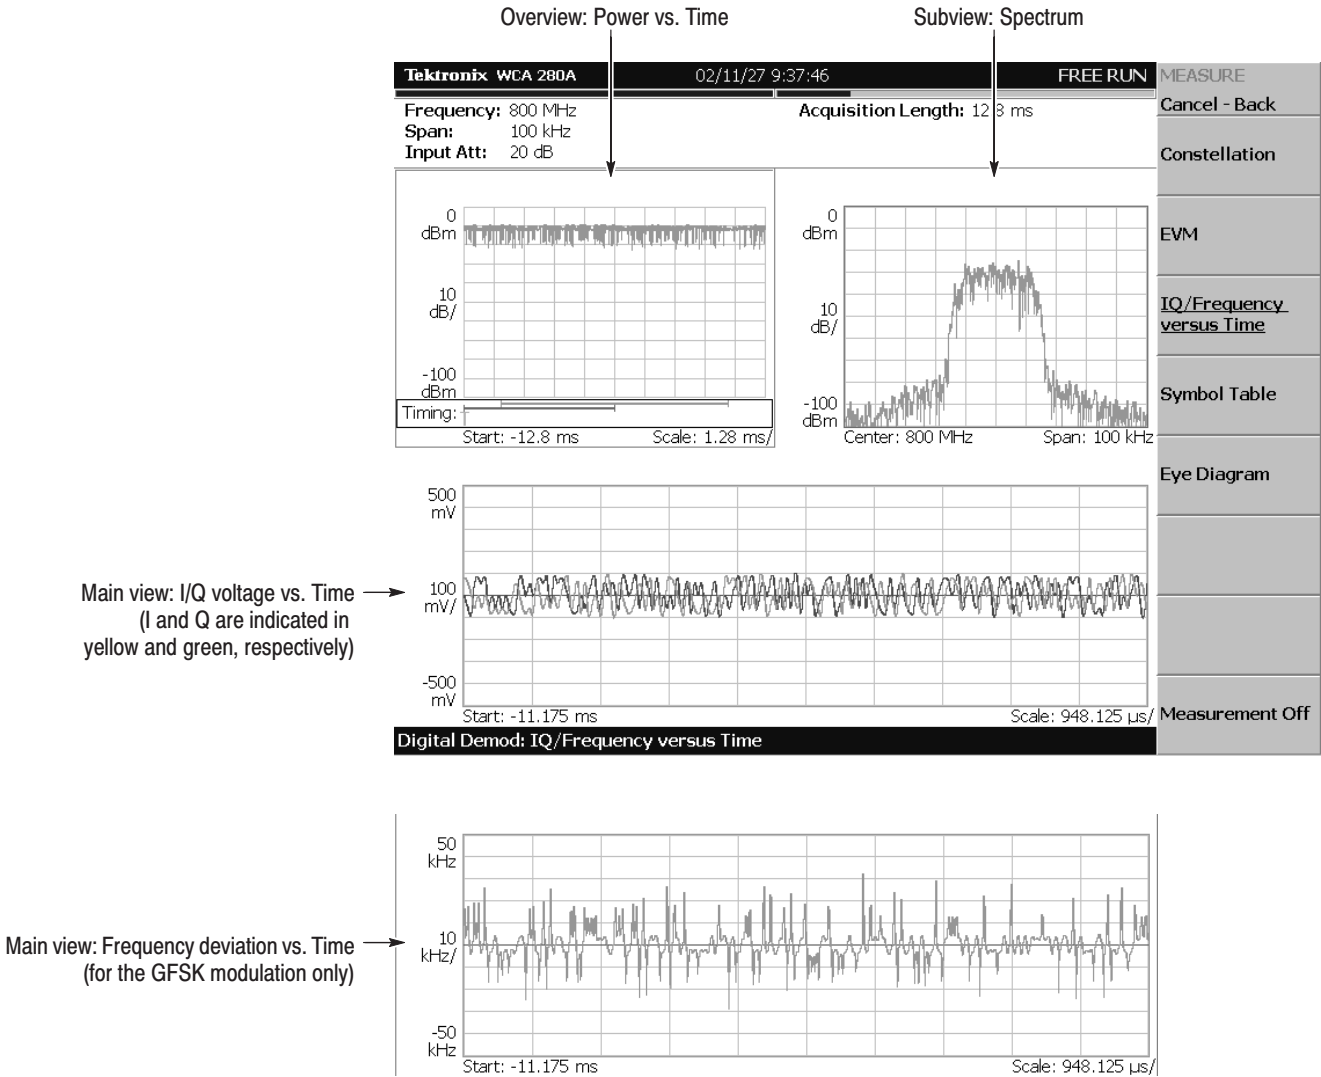 Overview: Power vs. Time
Subview: Spectrum
Tektronix WCA 280A 02/11/27 9:37:46 FREE RUN
Frequency: 800 MHz
Span: 100 kHz
Input Att: 20 dB
Acquisition Length: 12.8 ms
0
dBm
10
dB/
-100
dBm
Timing:
Start: -12.8 ms Scale: 1.28 ms/
0
dBm
10
dB/
-100
dBm
Center: 800 MHz Span: 100 kHz
500
mV
100
mV/
-500
mV
Start: -11.175 ms Scale: 948.125 µs/
Digital Demod: IQ/Frequency versus Time
MEASURE
Cancel - Back
Constellation
EVM
IQ/Frequency
versus Time
Symbol Table
Eye Diagram
Measurement Off
Main view: I/Q voltage vs. Time
(I and Q are indicated in
yellow and green, respectively)
50
kHz
10
kHz/
-50
kHz
Start: -11.175 ms Scale: 948.125 µs/
Main view: Frequency deviation vs. Time
(for the GFSK modulation only)